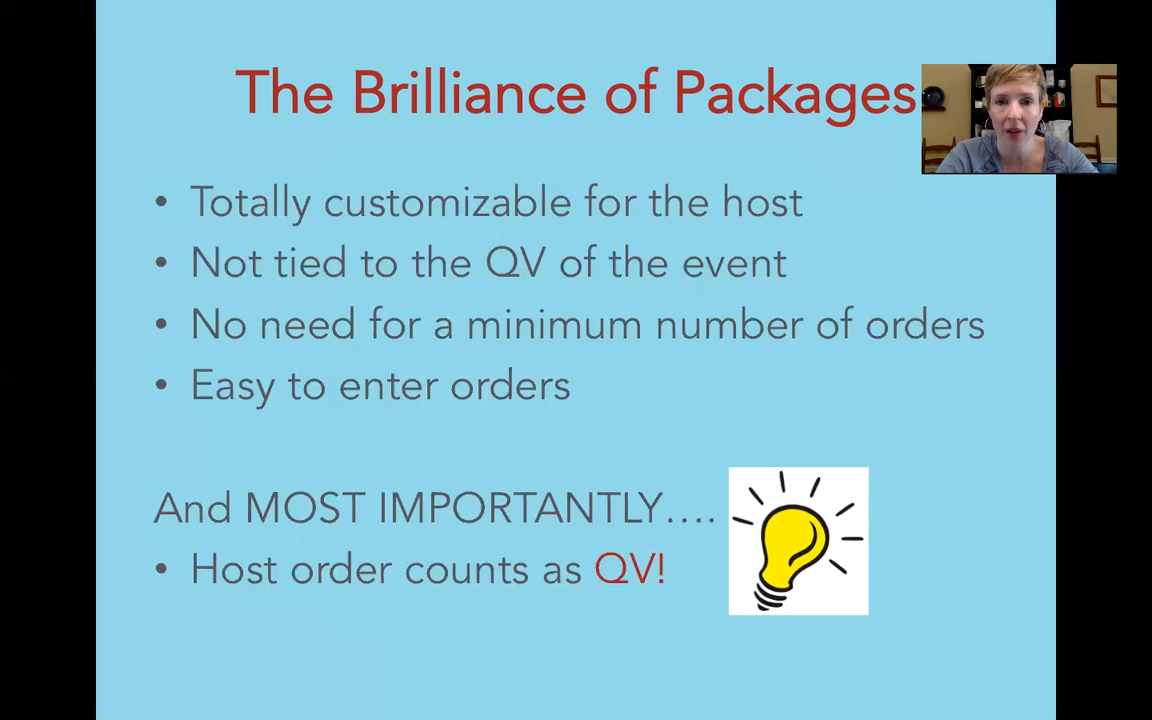 The Brilliance of Packages
• Totally customizable for the host
• Not tied to the QV of the event
• No need for a minimum number of orders
• Easy to enter orders
And MOST IMPORTANTLY....
• Host order counts as QV!